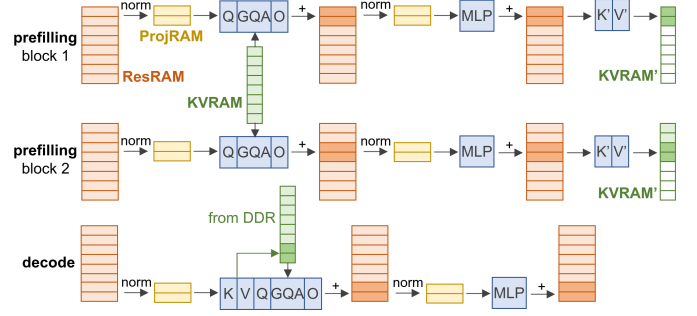 norm
Q GQA O
+
norm
MLP
+
K' V'
prefilling
block 1
ProjRAM
ResRAM
KVRAM
KVRAM'
prefilling
block 2
norm
Q GQA O
+
norm
MLP
+
K' V'
KVRAM'
from DDR
decode
norm
K V Q GQA O
+
norm
MLP
+